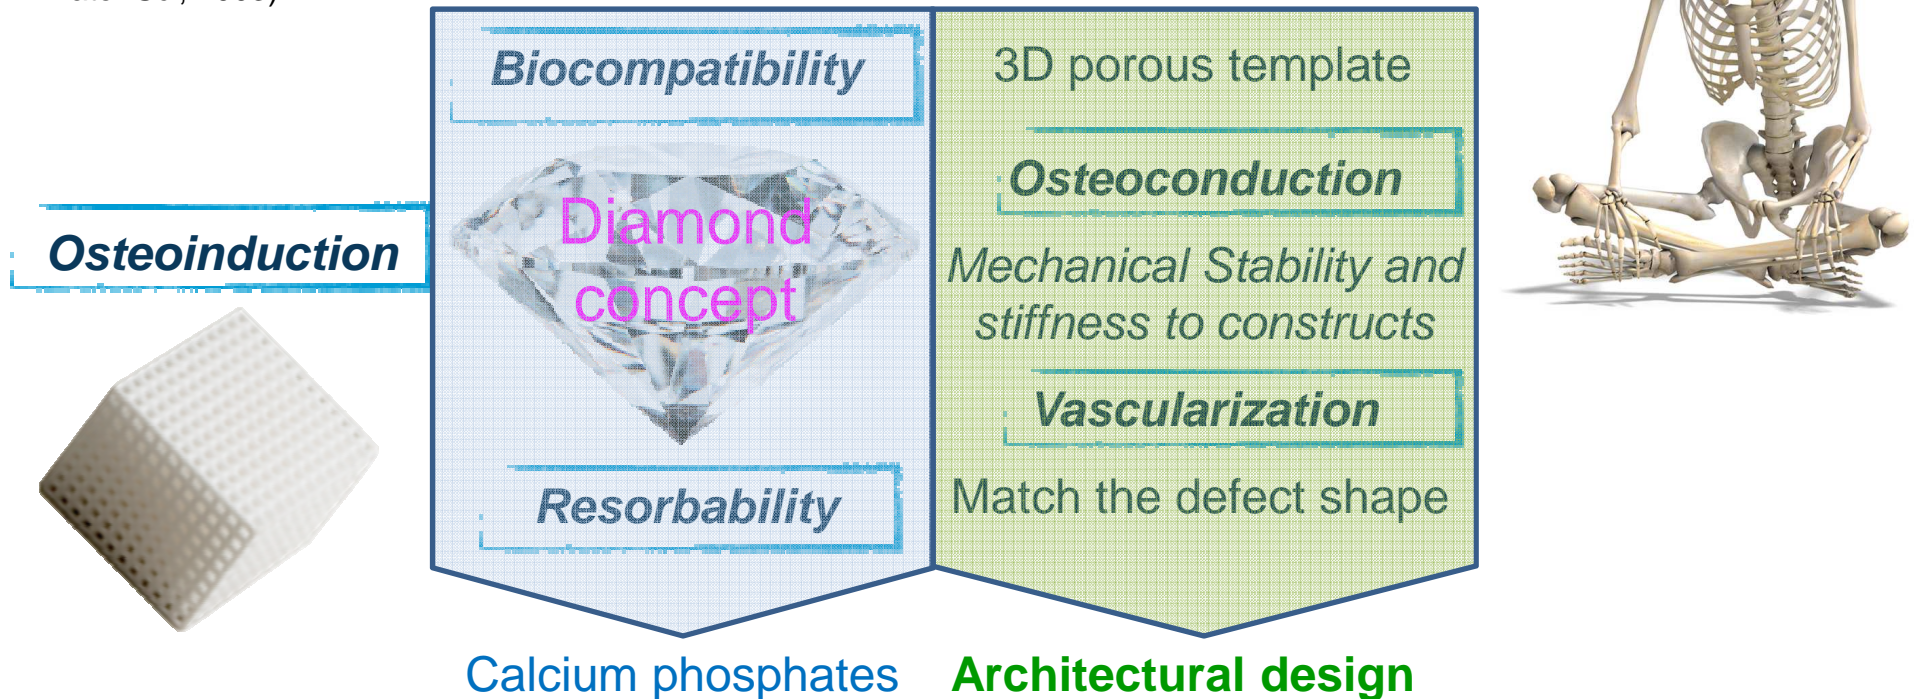 Biocompatibility
Diamond
concept
Resorbability
Osteoinduction
3D porous template
Osteoconduction
Mechanical Stability and
stiffness to constructs
Vascularization
Match the defect shape
Calcium phosphates
Architectural design